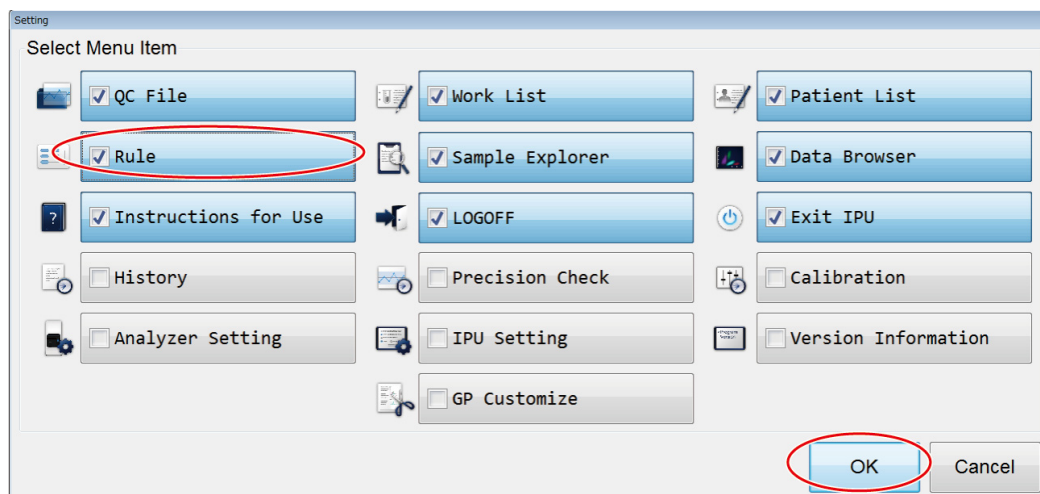 Setting
Select Menu Item
QC File
Work List
Patient List
Rule
Sample Explorer
Data Browser
?
Instructions for Use
LOGOFF
Exit IPU
History
Precision Check
Calibration
Analyzer Setting
IPU Setting
Version Information
GP Customize
OK
Cancel